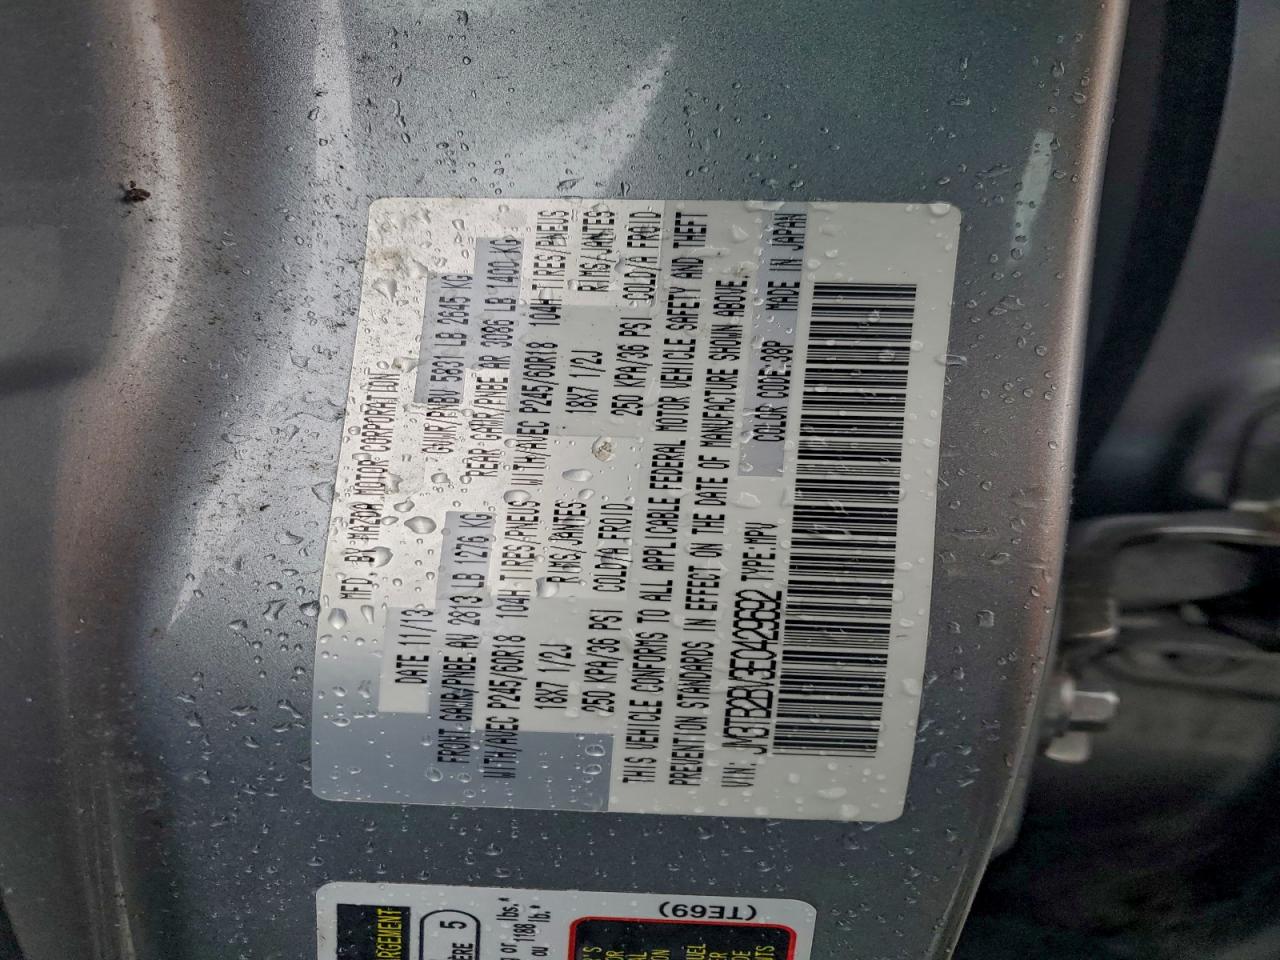 MFD. BY MAZDA MOTOR CORPORATION
DATE 11/13
GVWR/PNBV 5831 LB 2645 KG
FRONT GAWR/PNBE AV 2813 LB 1276 KG
REAR GAWR/PNBE AR 3086 LB 1400 KG
WITH/AVEC P245/60R18 104H TIRES/PNEUS
WITH/AVEC P245/60R18 104H TIRES/PNEUS
18X7 1/2J RIMS/JANTES
18X7 1/2J RIMS/JANTES
250 KPA/36 PSI COLD/A FROID
250 KPA/36 PSI COLD/A FROID
THIS VEHICLE CONFORMS TO ALL APPLICABLE FEDERAL MOTOR VEHICLE SAFETY AND THEFT
PREVENTION STANDARDS IN EFFECT ON THE DATE OF MANUFACTURE SHOWN ABOVE.
VIN: JM3TB2BV3E0429692 TYPE:MPV
COLOR CODE:38P MADE IN JAPAN
(TE69)
5
1188 lb.*
lbs.*
ou